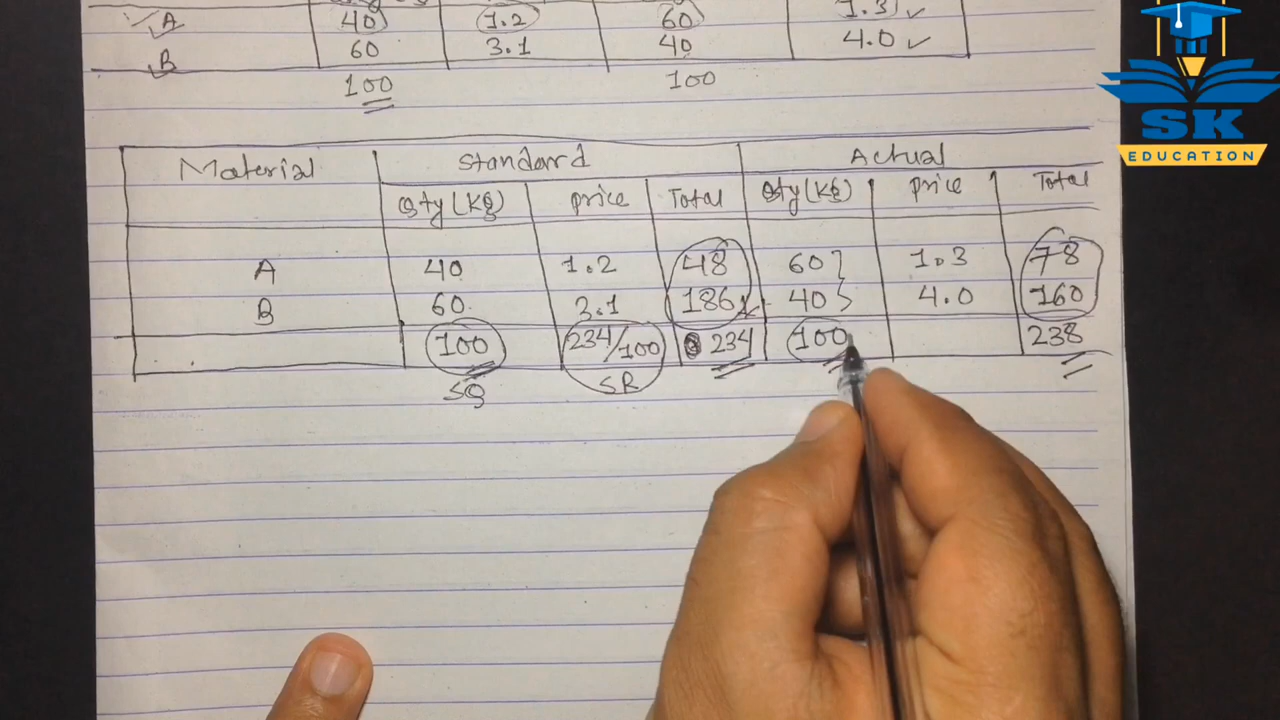 A 40 1.2 60 1.3
B 60 3.1 40 4.0
100 100
SK
EDUCATION
Material Standard Actual
Qty (Kg) Price Total Qty (Kg) Price Total
A 40 1.2 48 60 1.3 78
B 60 3.1 186 40 4.0 160
100 234/100 234 100 238
SQ SR